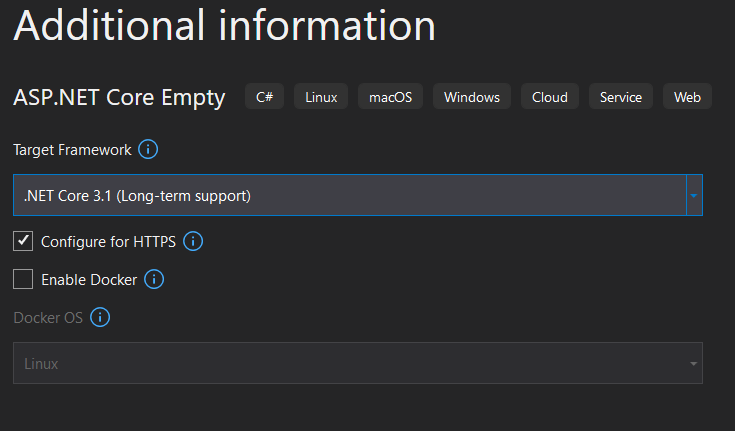 Additional information
ASP.NET Core Empty C# Linux macOS Windows Cloud Service Web
Target Framework
.NET Core 3.1 (Long-term support)
Configure for HTTPS
Enable Docker
Docker OS
Linux